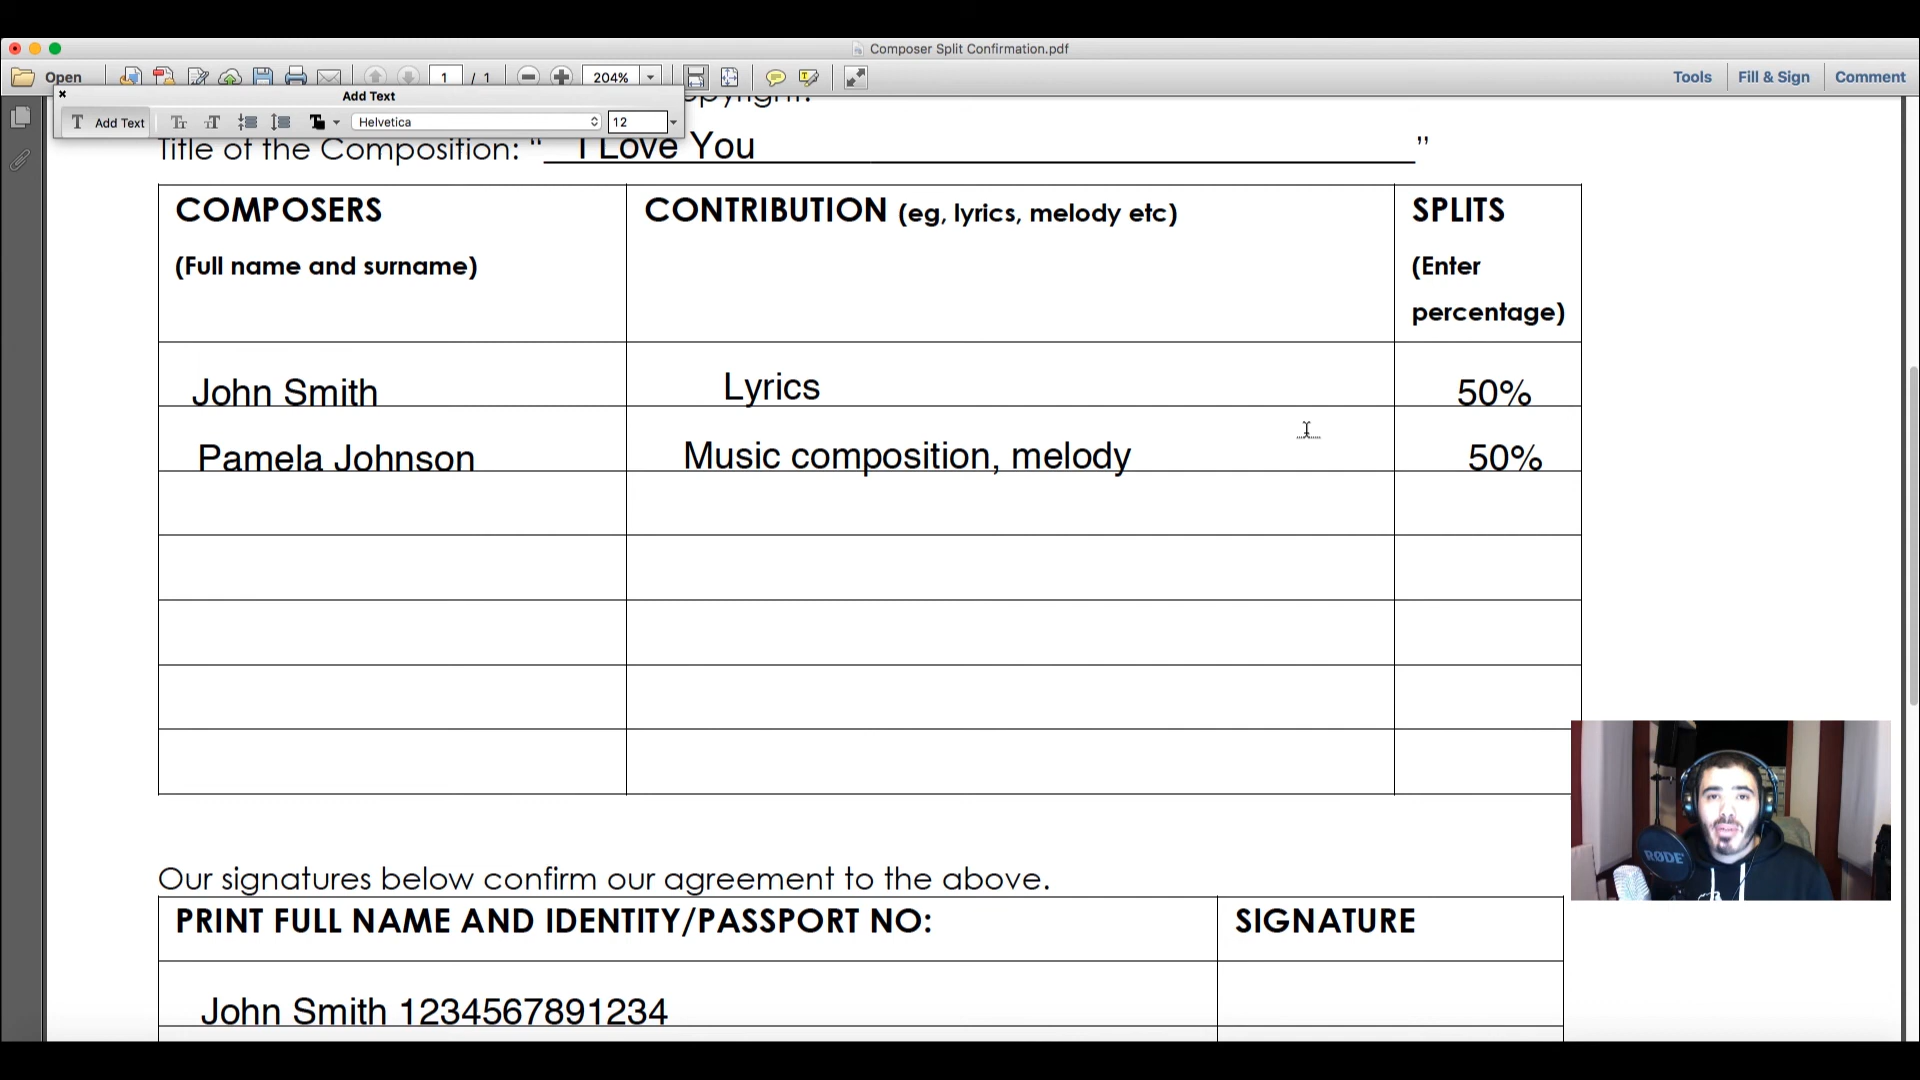 Composer Split Confirmation.pdf
Open
1 / 1
204%
Tools
Fill & Sign
Comment
Add Text
Add Text
Helvetica
12
copyright:
Title of the Composition: “ I Love You ”
COMPOSERS
(Full name and surname)
CONTRIBUTION (eg, lyrics, melody etc)
SPLITS
(Enter
percentage)
John Smith
Lyrics
50%
Pamela Johnson
Music composition, melody
50%
Our signatures below confirm our agreement to the above.
PRINT FULL NAME AND IDENTITY/PASSPORT NO:
SIGNATURE
John Smith 1234567891234
RØDE